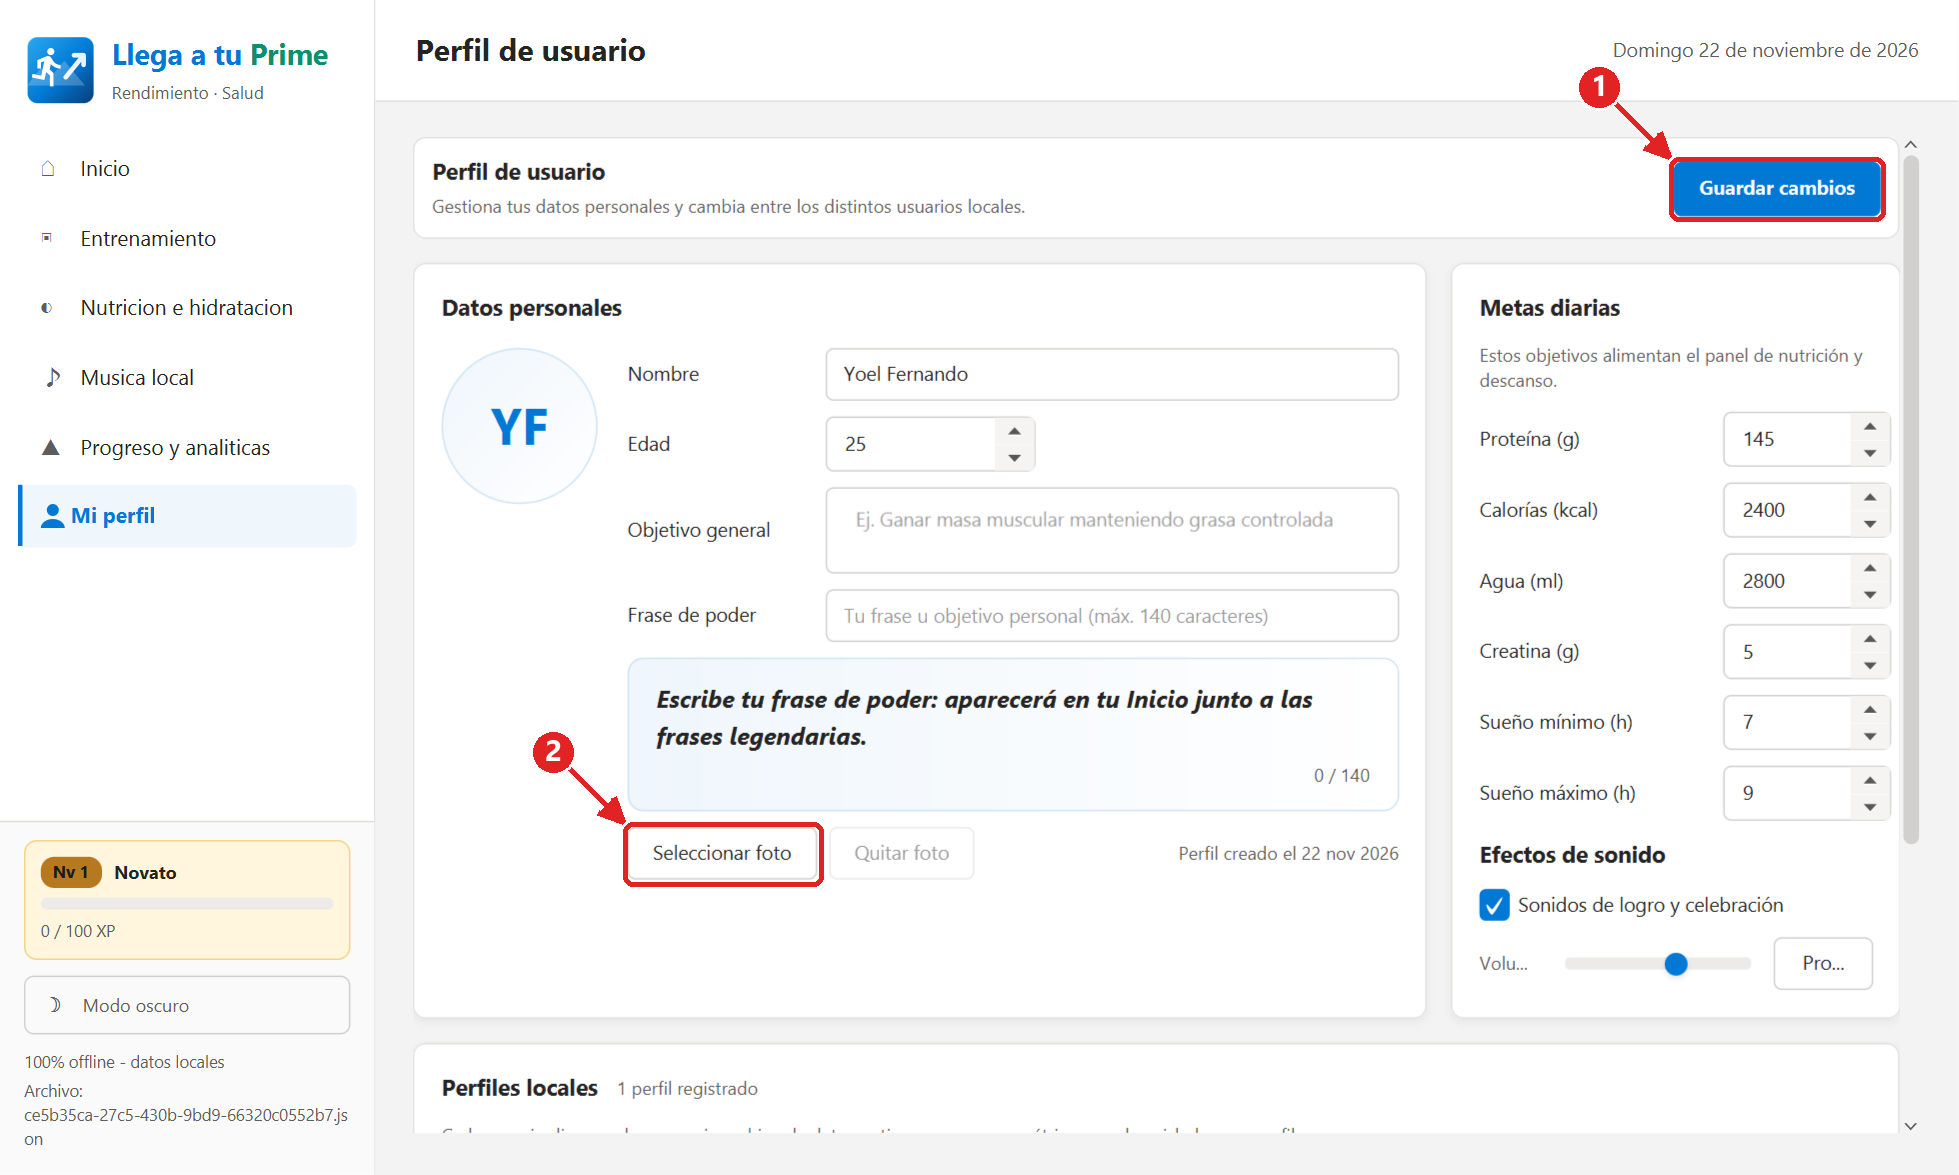 Llega a tu Prime
Rendimiento · Salud
Inicio
Entrenamiento
Nutricion e hidratacion
Musica local
Progreso y analiticas
Mi perfil
Nv 1 Novato
0 / 100 XP
Modo oscuro
100% offline - datos locales
Archivo:
ce5b35ca-27c5-430b-9bd9-66320c0552b7.js
on
Perfil de usuario
Domingo 22 de noviembre de 2026
1
Perfil de usuario
Gestiona tus datos personales y cambia entre los distintos usuarios locales.
Guardar cambios
Datos personales
YF
Nombre
Yoel Fernando
Edad
25
Objetivo general
Ej. Ganar masa muscular manteniendo grasa controlada
Frase de poder
Tu frase u objetivo personal (máx. 140 caracteres)
Escribe tu frase de poder: aparecerá en tu Inicio junto a las
frases legendarias.
0 / 140
2
Seleccionar foto
Quitar foto
Perfil creado el 22 nov 2026
Metas diarias
Estos objetivos alimentan el panel de nutrición y
descanso.
Proteína (g)
145
Calorías (kcal)
2400
Agua (ml)
2800
Creatina (g)
5
Sueño mínimo (h)
7
Sueño máximo (h)
9
Efectos de sonido
Sonidos de logro y celebración
Volu...
Pro...
Perfiles locales
1 perfil registrado